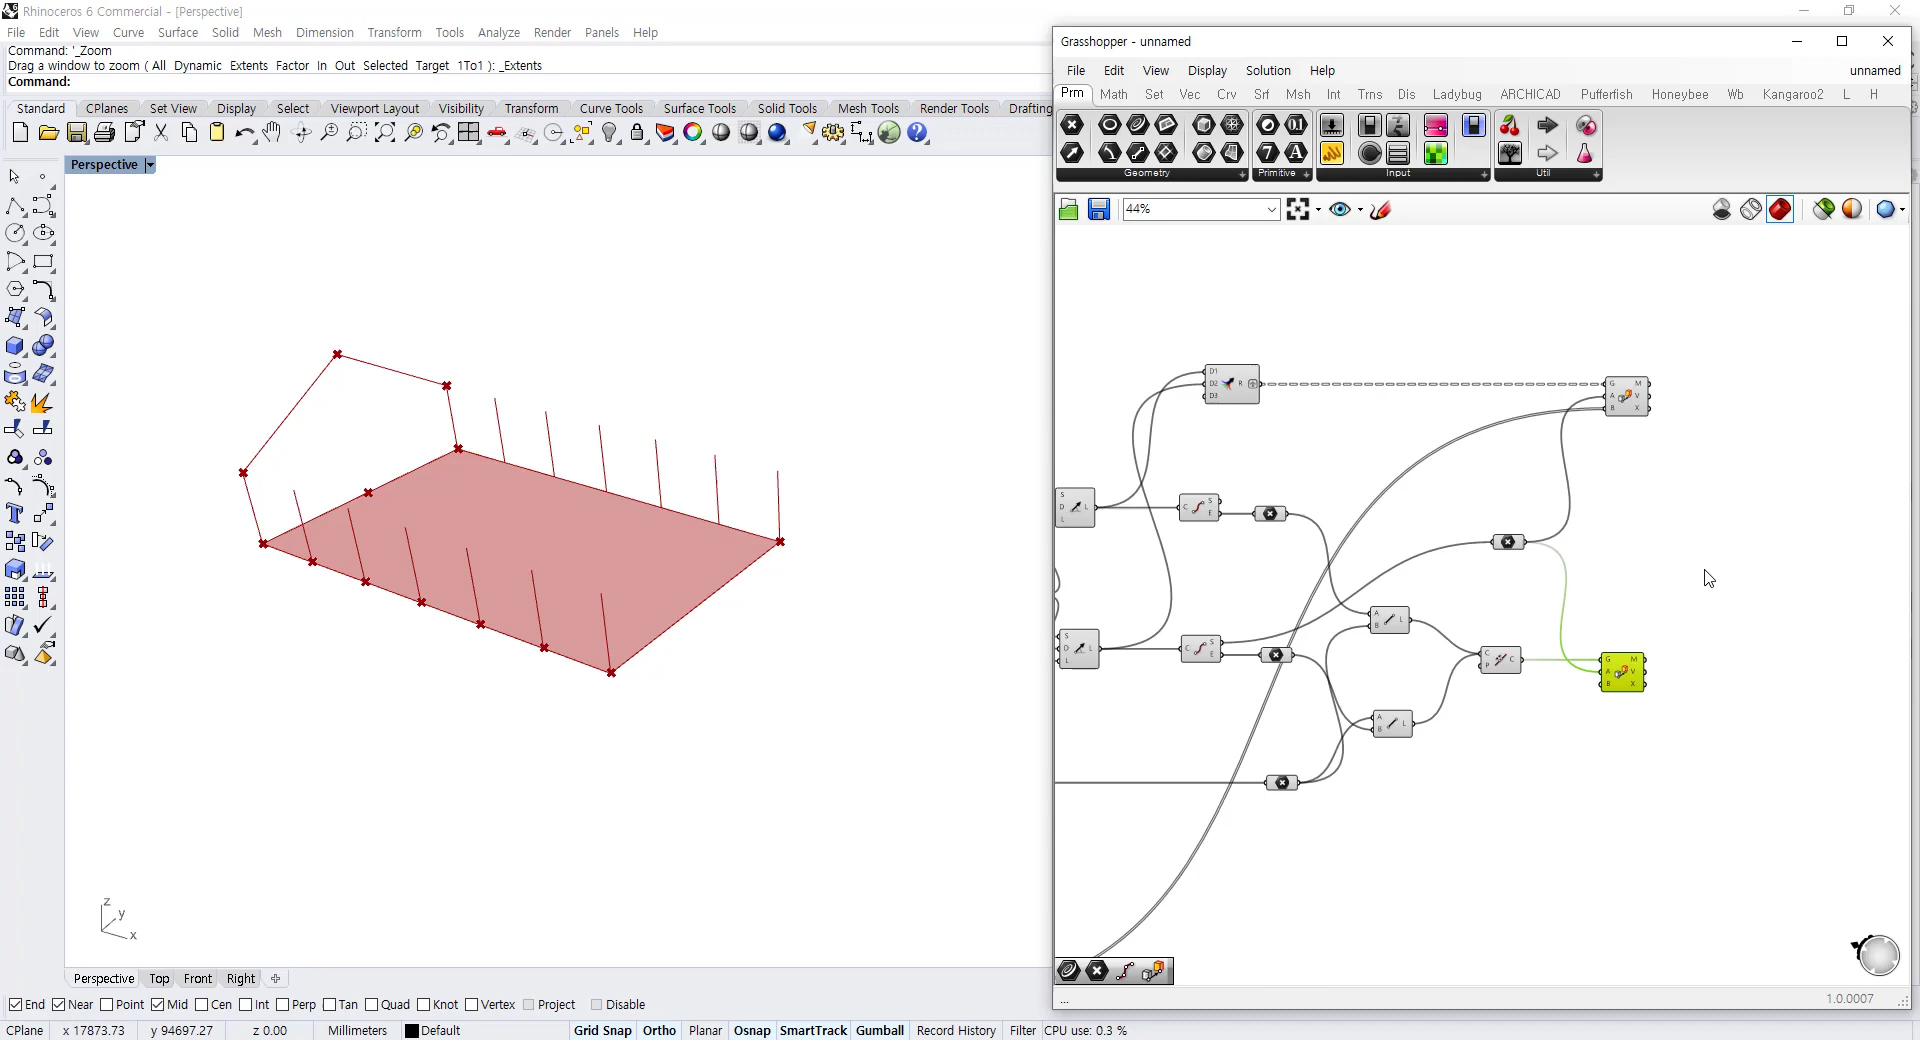 Rhinoceros 6 Commercial - [Perspective]
File Edit View Curve Surface Solid Mesh Dimension Transform Tools Analyze Render Panels Help
Command: '_Zoom
Drag a window to zoom ( All Dynamic Extents Factor In Out Selected Target 1To1 ): _Extents
Command:
Standard CPlanes Set View Display Select Viewport Layout Visibility Transform Curve Tools Surface Tools Solid Tools Mesh Tools Render Tools Drafting
Perspective
z
y
x
Perspective Top Front Right
End Near Point Mid Cen Int Perp Tan Quad Knot Vertex Project Disable
CPlane x 17873.73 y 94697.27 z 0.00 Millimeters Default Grid Snap Ortho Planar Osnap SmartTrack Gumball Record History Filter CPU use: 0.3 %
Grasshopper - unnamed
File Edit View Display Solution Help unnamed
Prm Math Set Vec Crv Srf Msh Int Trns Dis Ladybug ARCHICAD Pufferfish Honeybee Wb Kangaroo2 L H
Geometry Primitive Input Util
44%
D1
D2 R
D3
G M
A V
B X
S
D L
L
C S
E
S
D L
L
C S
E
A L
B
C C
P
G M
A V
B X
A L
B
...
1.0.0007